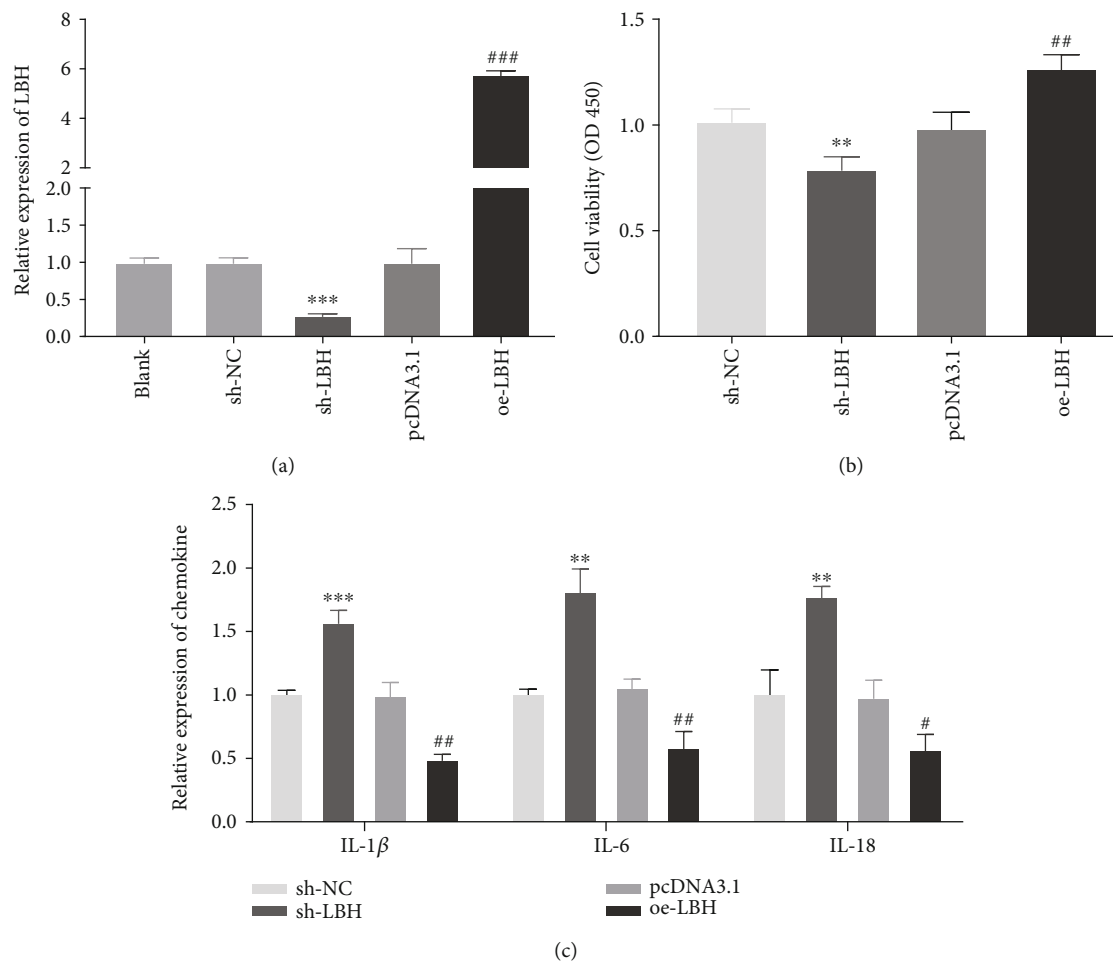 Relative expression of LBH
8
6
4
2
2.0
1.5
1.0
0.5
0.0
***
###
Blank
sh-NC
sh-LBH
pcDNA3.1
oe-LBH
(a)
Cell viability (OD 450)
1.5
1.0
0.5
0.0
**
##
sh-NC
sh-LBH
pcDNA3.1
oe-LBH
(b)
Relative expression of chemokine
2.5
2.0
1.5
1.0
0.5
0.0
***
##
**
##
**
#
IL-1β
IL-6
IL-18
sh-NC
sh-LBH
pcDNA3.1
oe-LBH
(c)